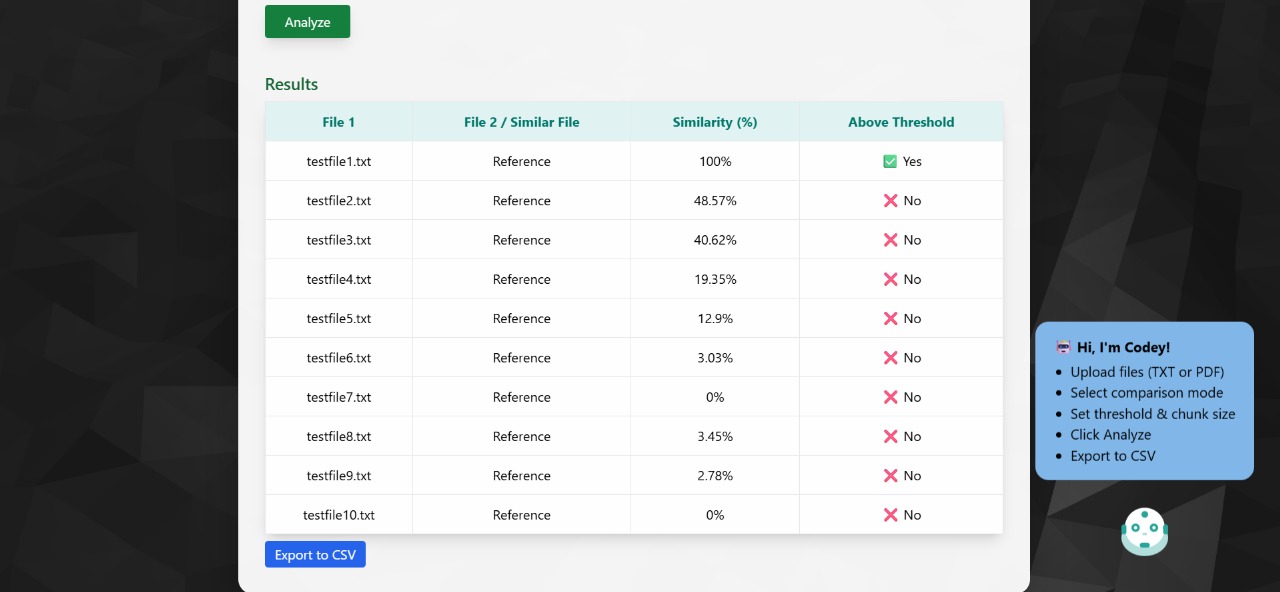 Analyze
Results
File 1 File 2 / Similar File Similarity (%) Above Threshold
testfile1.txt Reference 100% ✅ Yes
testfile2.txt Reference 48.57% ❌ No
testfile3.txt Reference 40.62% ❌ No
testfile4.txt Reference 19.35% ❌ No
testfile5.txt Reference 12.9% ❌ No
testfile6.txt Reference 3.03% ❌ No
testfile7.txt Reference 0% ❌ No
testfile8.txt Reference 3.45% ❌ No
testfile9.txt Reference 2.78% ❌ No
testfile10.txt Reference 0% ❌ No
Export to CSV
🤖 Hi, I'm Codey!
• Upload files (TXT or PDF)
• Select comparison mode
• Set threshold & chunk size
• Click Analyze
• Export to CSV